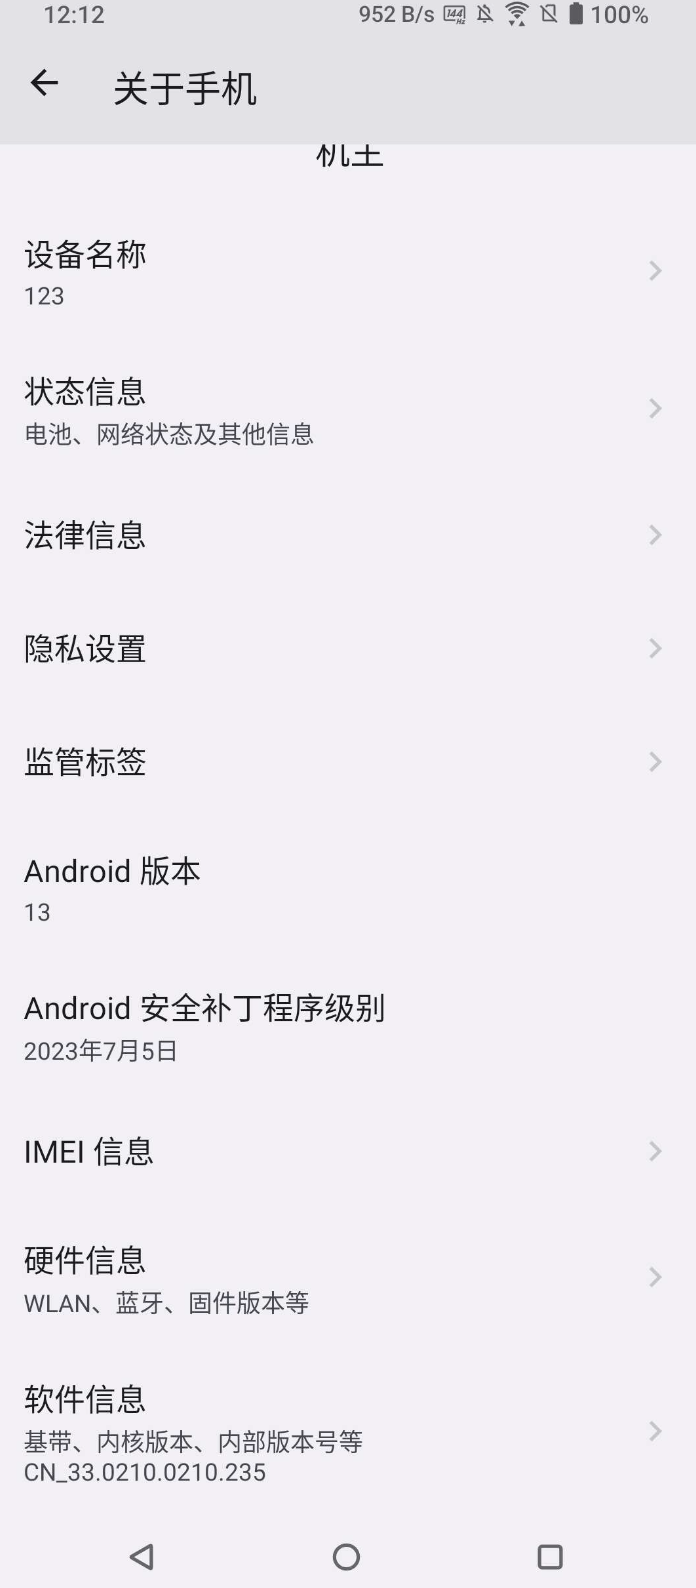 12:12
952 B/s 144 Hz 100%
关于手机
机主
设备名称
123
状态信息
电池、网络状态及其他信息
法律信息
隐私设置
监管标签
Android 版本
13
Android 安全补丁程序级别
2023年7月5日
IMEI 信息
硬件信息
WLAN、蓝牙、固件版本等
软件信息
基带、内核版本、内部版本号等
CN_33.0210.0210.235